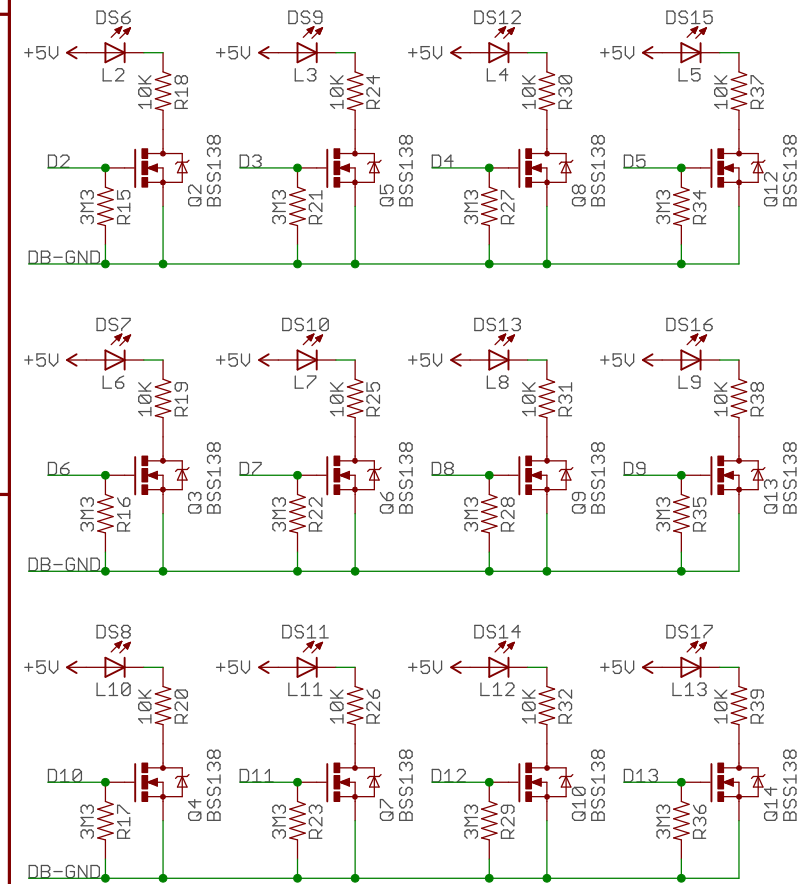 DS6 DS9 DS12 DS15
+5V +5V +5V +5V
L2 L3 L4 L5
10K R18 10K R24 10K R30 10K R37
D2 D3 D4 D5
Q2 BSS138 Q5 BSS138 Q8 BSS138 Q12 BSS138
3M3 R15 3M3 R21 3M3 R27 3M3 R34
DB-GND
DS7 DS10 DS13 DS16
+5V +5V +5V +5V
L6 L7 L8 L9
10K R19 10K R25 10K R31 10K R38
D6 D7 D8 D9
Q3 BSS138 Q6 BSS138 Q9 BSS138 Q13 BSS138
3M3 R16 3M3 R22 3M3 R28 3M3 R35
DB-GND
DS8 DS11 DS14 DS17
+5V +5V +5V +5V
L10 L11 L12 L13
10K R20 10K R26 10K R32 10K R39
D10 D11 D12 D13
Q4 BSS138 Q7 BSS138 Q10 BSS138 Q14 BSS138
3M3 R17 3M3 R23 3M3 R29 3M3 R36
DB-GND